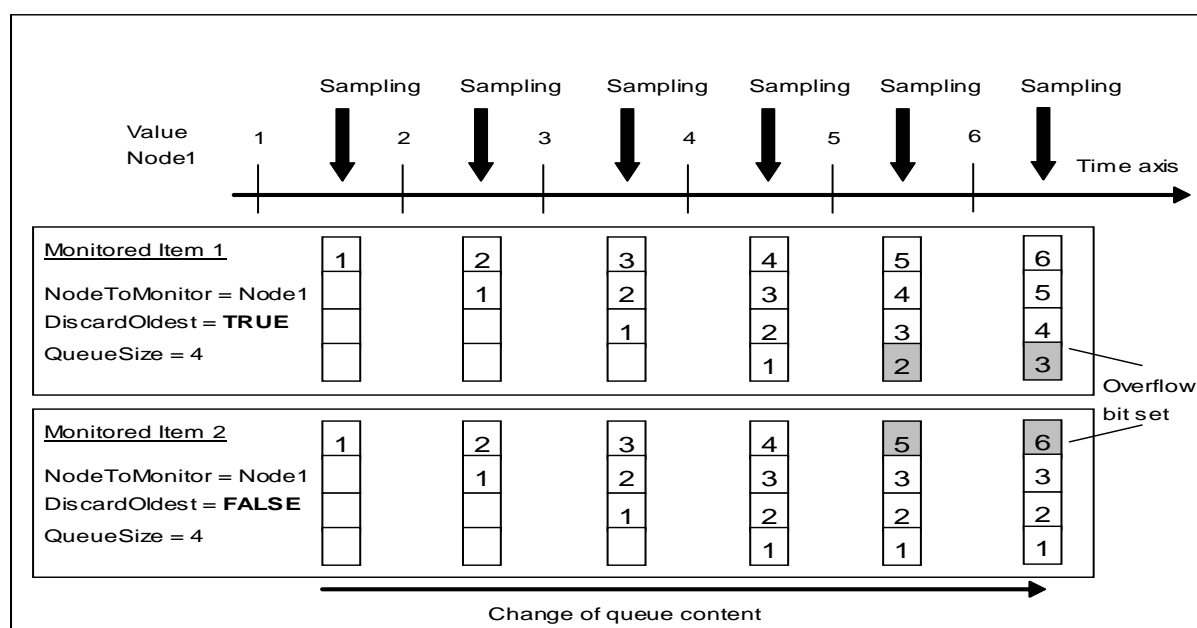 Sampling Sampling Sampling Sampling Sampling Sampling
Value
Node1
1 2 3 4 5 6
Time axis
Monitored Item 1
NodeToMonitor = Node1
DiscardOldest = TRUE
QueueSize = 4
1 2 3 4 5 6
1 2 3 4 5
1 2 3 4
1 2 3
Overflow
bit set
Monitored Item 2
NodeToMonitor = Node1
DiscardOldest = FALSE
QueueSize = 4
1 2 3 4 5 6
1 2 3 3 3
1 2 2 2
1 1 1
Change of queue content